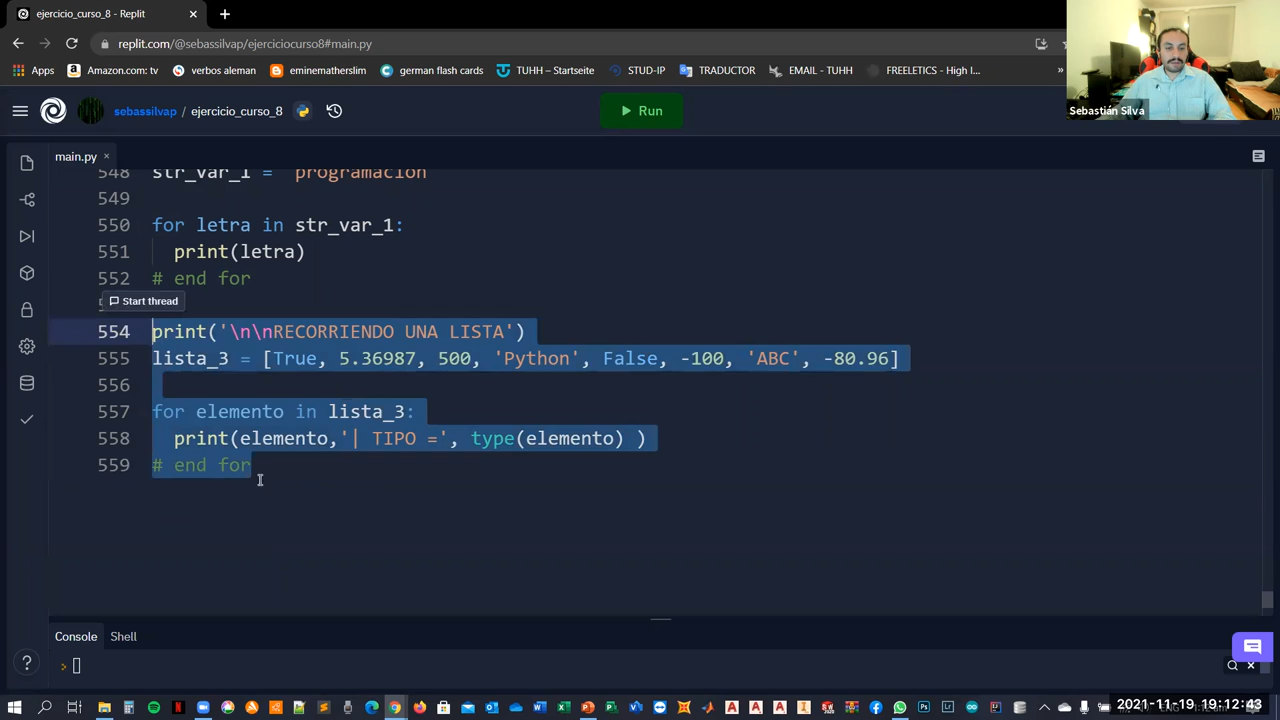 ejercicio_curso_8 - Replit
replit.com/@sebassilvap/ejerciciocurso8#main.py
Apps Amazon.com: tv verbos aleman eminematherslim german flash TUHH – Startseite STUD-IP TRADUCTOR EMAIL - TUHH FREELETICS - High I... »
Sebastián Silva
sebassilvap / ejercicio_curso_8
Run
main.py
548 str_var_1 = programacion
549
550 for letra in str_var_1:
551 print(letra)
552 # end for
Start thread
554 print('\n\nRECORRIENDO UNA LISTA')
555 lista_3 = [True, 5.36987, 500, 'Python', False, -100, 'ABC', -80.96]
556
557 for elemento in lista_3:
558 print(elemento,'| TIPO =', type(elemento) )
559 # end for
Console Shell
>
2021-11-19 19:12:43